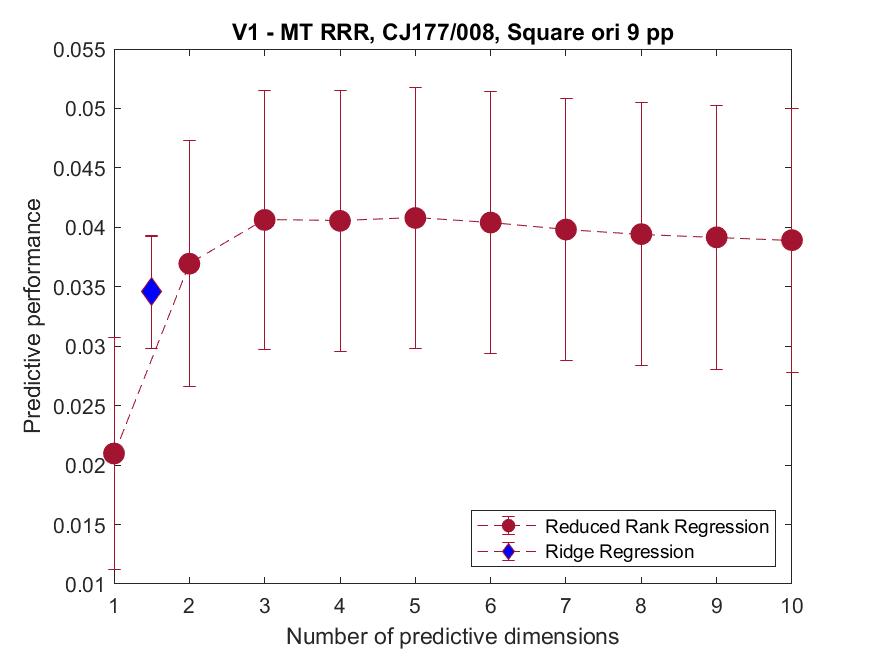 V1 - MT RRR, CJ177/008, Square ori 9 pp
0.055
0.05
0.045
0.04
0.035
0.03
0.025
0.02
0.015
0.01
Predictive performance
1 2 3 4 5 6 7 8 9 10
Number of predictive dimensions
Reduced Rank Regression
Ridge Regression